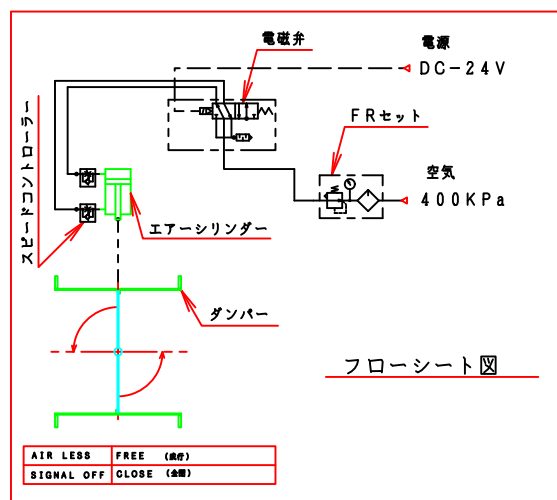 電磁弁
電源
DC-24V
FRセット
空気
400KPa
スピードコントローラー
エアーシリンダー
ダンパー
フローシート図
AIR LESS FREE
SIGNAL OFF CLOSE (全閉)